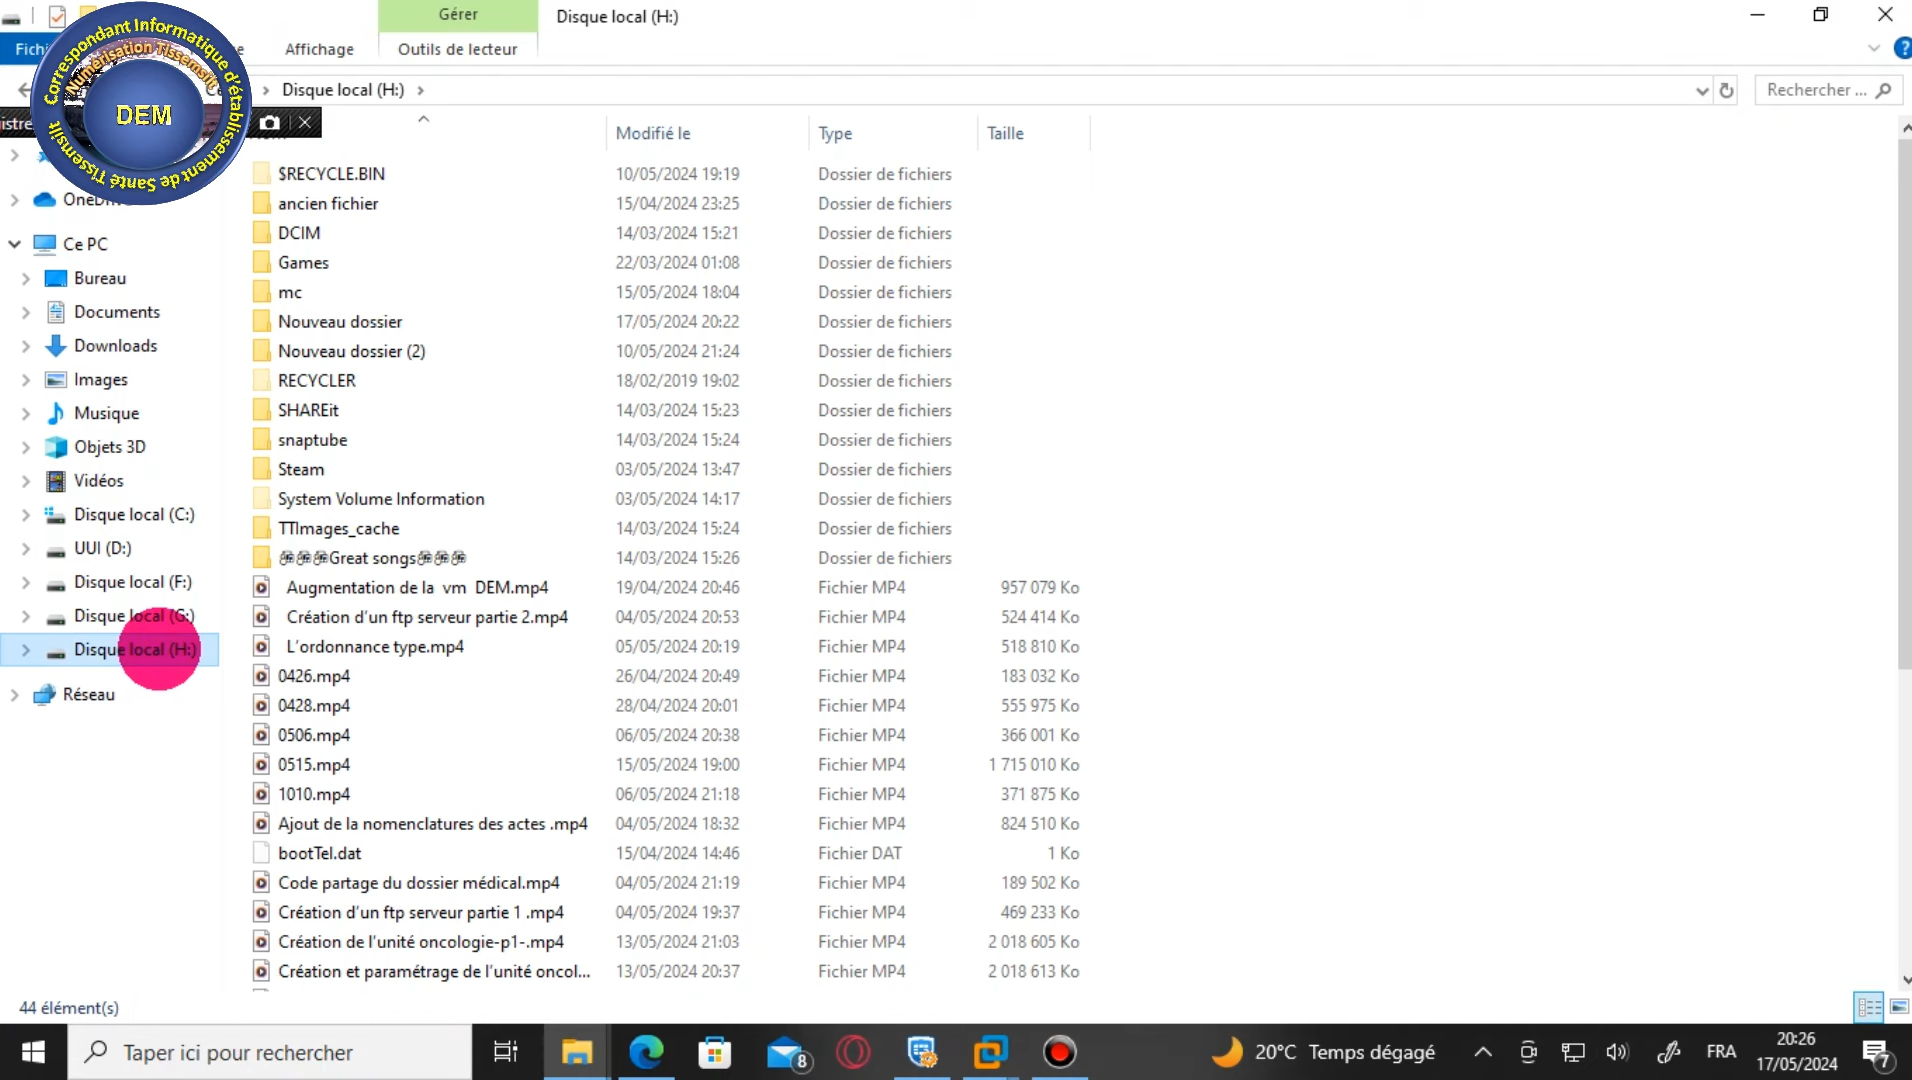 Gérer
Disque local (H:)
Fichi
Affichage
Outils de lecteur
Correspondant Informatique d'établissement de Santé Tissemsilt
Numérisation Tissemsilt
DEM
Disque local (H:)
Rechercher ...
istre
Modifié le
Type
Taille
$RECYCLE.BIN 10/05/2024 19:19 Dossier de fichiers
ancien fichier 15/04/2024 23:25 Dossier de fichiers
DCIM 14/03/2024 15:21 Dossier de fichiers
Games 22/03/2024 01:08 Dossier de fichiers
mc 15/05/2024 18:04 Dossier de fichiers
Nouveau dossier 17/05/2024 20:22 Dossier de fichiers
Nouveau dossier (2) 10/05/2024 21:24 Dossier de fichiers
RECYCLER 18/02/2019 19:02 Dossier de fichiers
SHAREit 14/03/2024 15:23 Dossier de fichiers
snaptube 14/03/2024 15:24 Dossier de fichiers
Steam 03/05/2024 13:47 Dossier de fichiers
System Volume Information 03/05/2024 14:17 Dossier de fichiers
TTImages_cache 14/03/2024 15:24 Dossier de fichiers
Great songs 14/03/2024 15:26 Dossier de fichiers
Augmentation de la vm DEM.mp4 19/04/2024 20:46 Fichier MP4 957 079 Ko
Création d'un ftp serveur partie 2.mp4 04/05/2024 20:53 Fichier MP4 524 414 Ko
L'ordonnance type.mp4 05/05/2024 20:19 Fichier MP4 518 810 Ko
0426.mp4 26/04/2024 20:49 Fichier MP4 183 032 Ko
0428.mp4 28/04/2024 20:01 Fichier MP4 555 975 Ko
0506.mp4 06/05/2024 20:38 Fichier MP4 366 001 Ko
0515.mp4 15/05/2024 19:00 Fichier MP4 1 715 010 Ko
1010.mp4 06/05/2024 21:18 Fichier MP4 371 875 Ko
Ajout de la nomenclatures des actes .mp4 04/05/2024 18:32 Fichier MP4 824 510 Ko
bootTel.dat 15/04/2024 14:46 Fichier DAT 1 Ko
Code partage du dossier médical.mp4 04/05/2024 21:19 Fichier MP4 189 502 Ko
Création d'un ftp serveur partie 1 .mp4 04/05/2024 19:37 Fichier MP4 469 233 Ko
Création de l'unité oncologie-p1-.mp4 13/05/2024 21:03 Fichier MP4 2 018 605 Ko
Création et paramétrage de l'unité oncol... 13/05/2024 20:37 Fichier MP4 2 018 613 Ko
OneDrive
Ce PC
Bureau
Documents
Downloads
Images
Musique
Objets 3D
Vidéos
Disque local (C:)
UUI (D:)
Disque local (F:)
Disque local (G:)
Disque local (H:)
Réseau
44 élément(s)
Taper ici pour rechercher
8
20°C Temps dégagé
FRA
20:26
17/05/2024
7